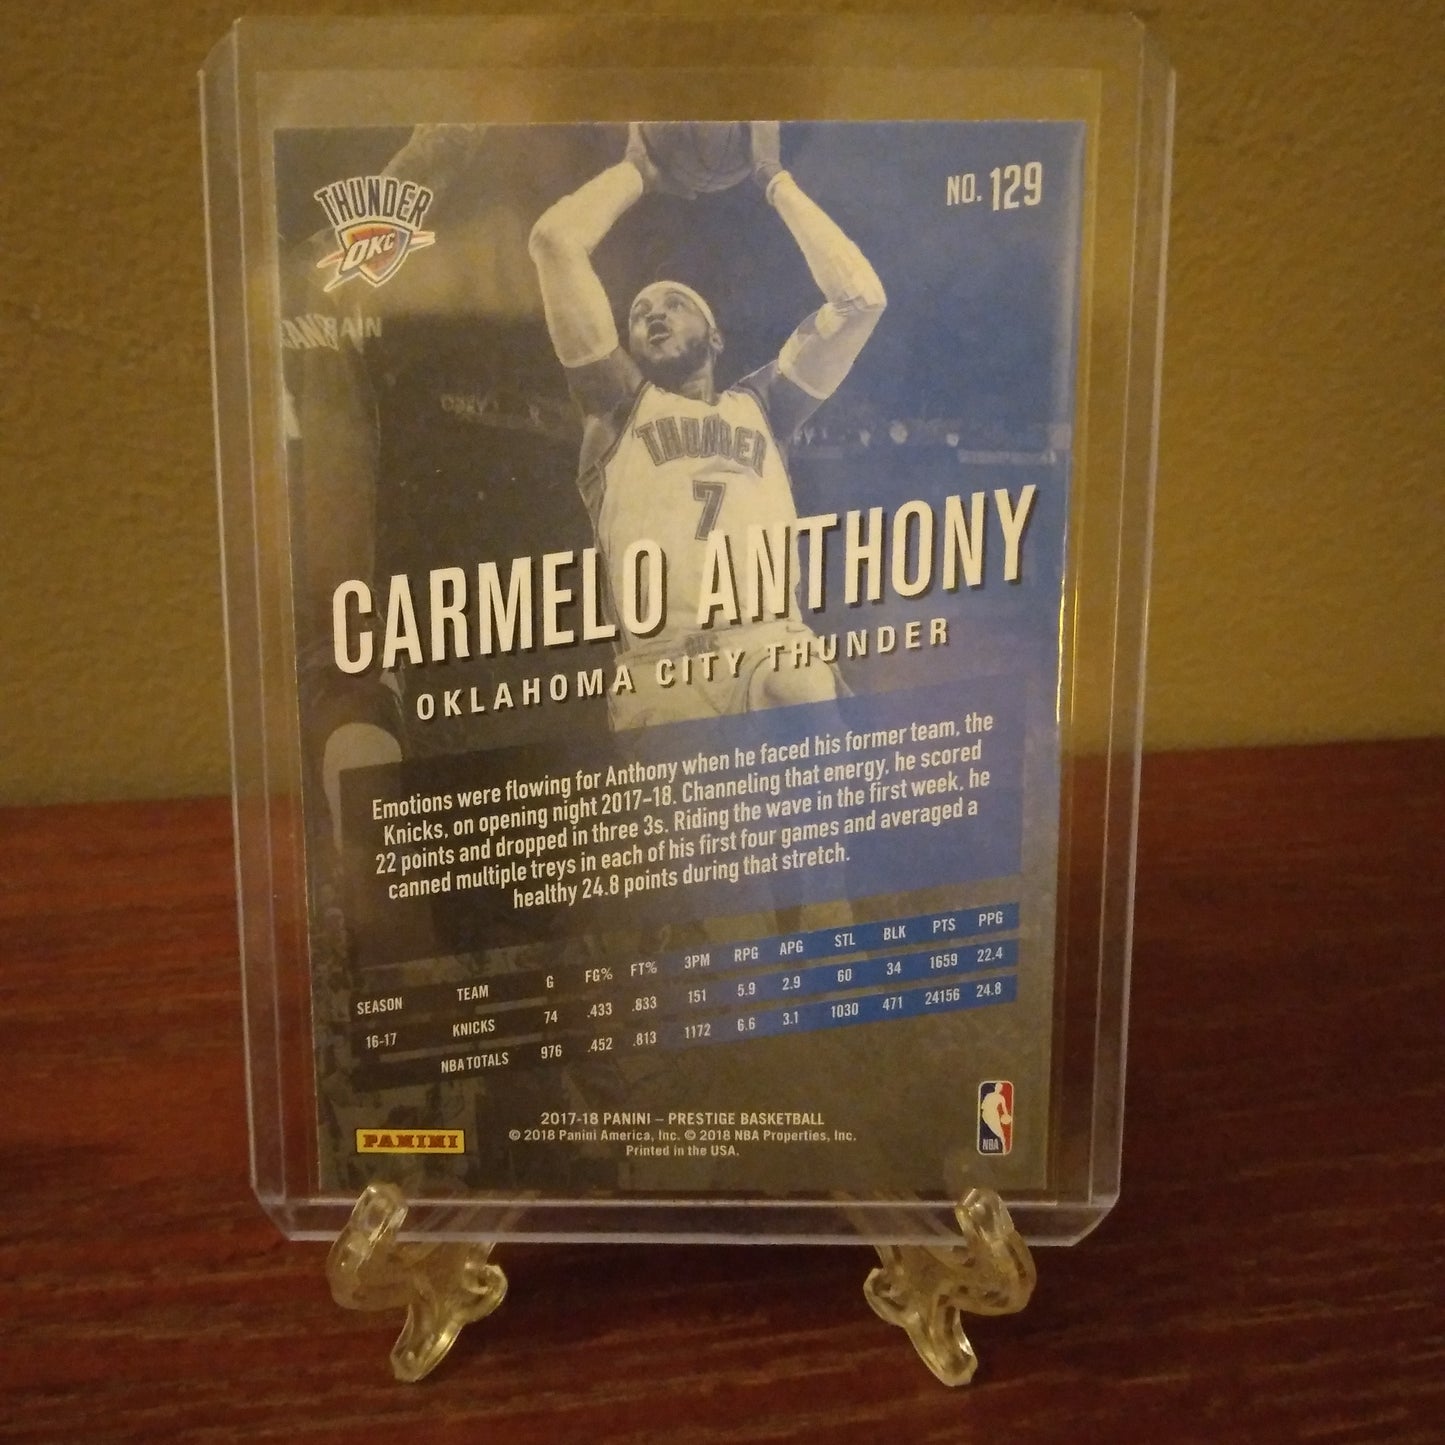 THUNDER
OKC
NO. 129
THUNDER
7
CARMELO ANTHONY
OKLAHOMA CITY THUNDER
Emotions were flowing for Anthony when he faced his former team, the
Knicks, on opening night 2017–18. Channeling that energy, he scored
22 points and dropped in three 3s. Riding the wave in the first week, he
canned multiple treys in each of his first four games and averaged a
healthy 24.8 points during that stretch.
SEASON TEAM G FG% FT% 3PM RPG APG STL BLK PTS PPG
16-17 KNICKS 74 .433 .833 151 5.9 2.9 60 34 1659 22.4
NBA TOTALS 976 .452 .813 1172 6.6 3.1 1030 471 24156 24.8
2017-18 PANINI – PRESTIGE BASKETBALL
© 2018 Panini America, Inc. © 2018 NBA Properties, Inc.
Printed in the USA.
PANINI
NBA